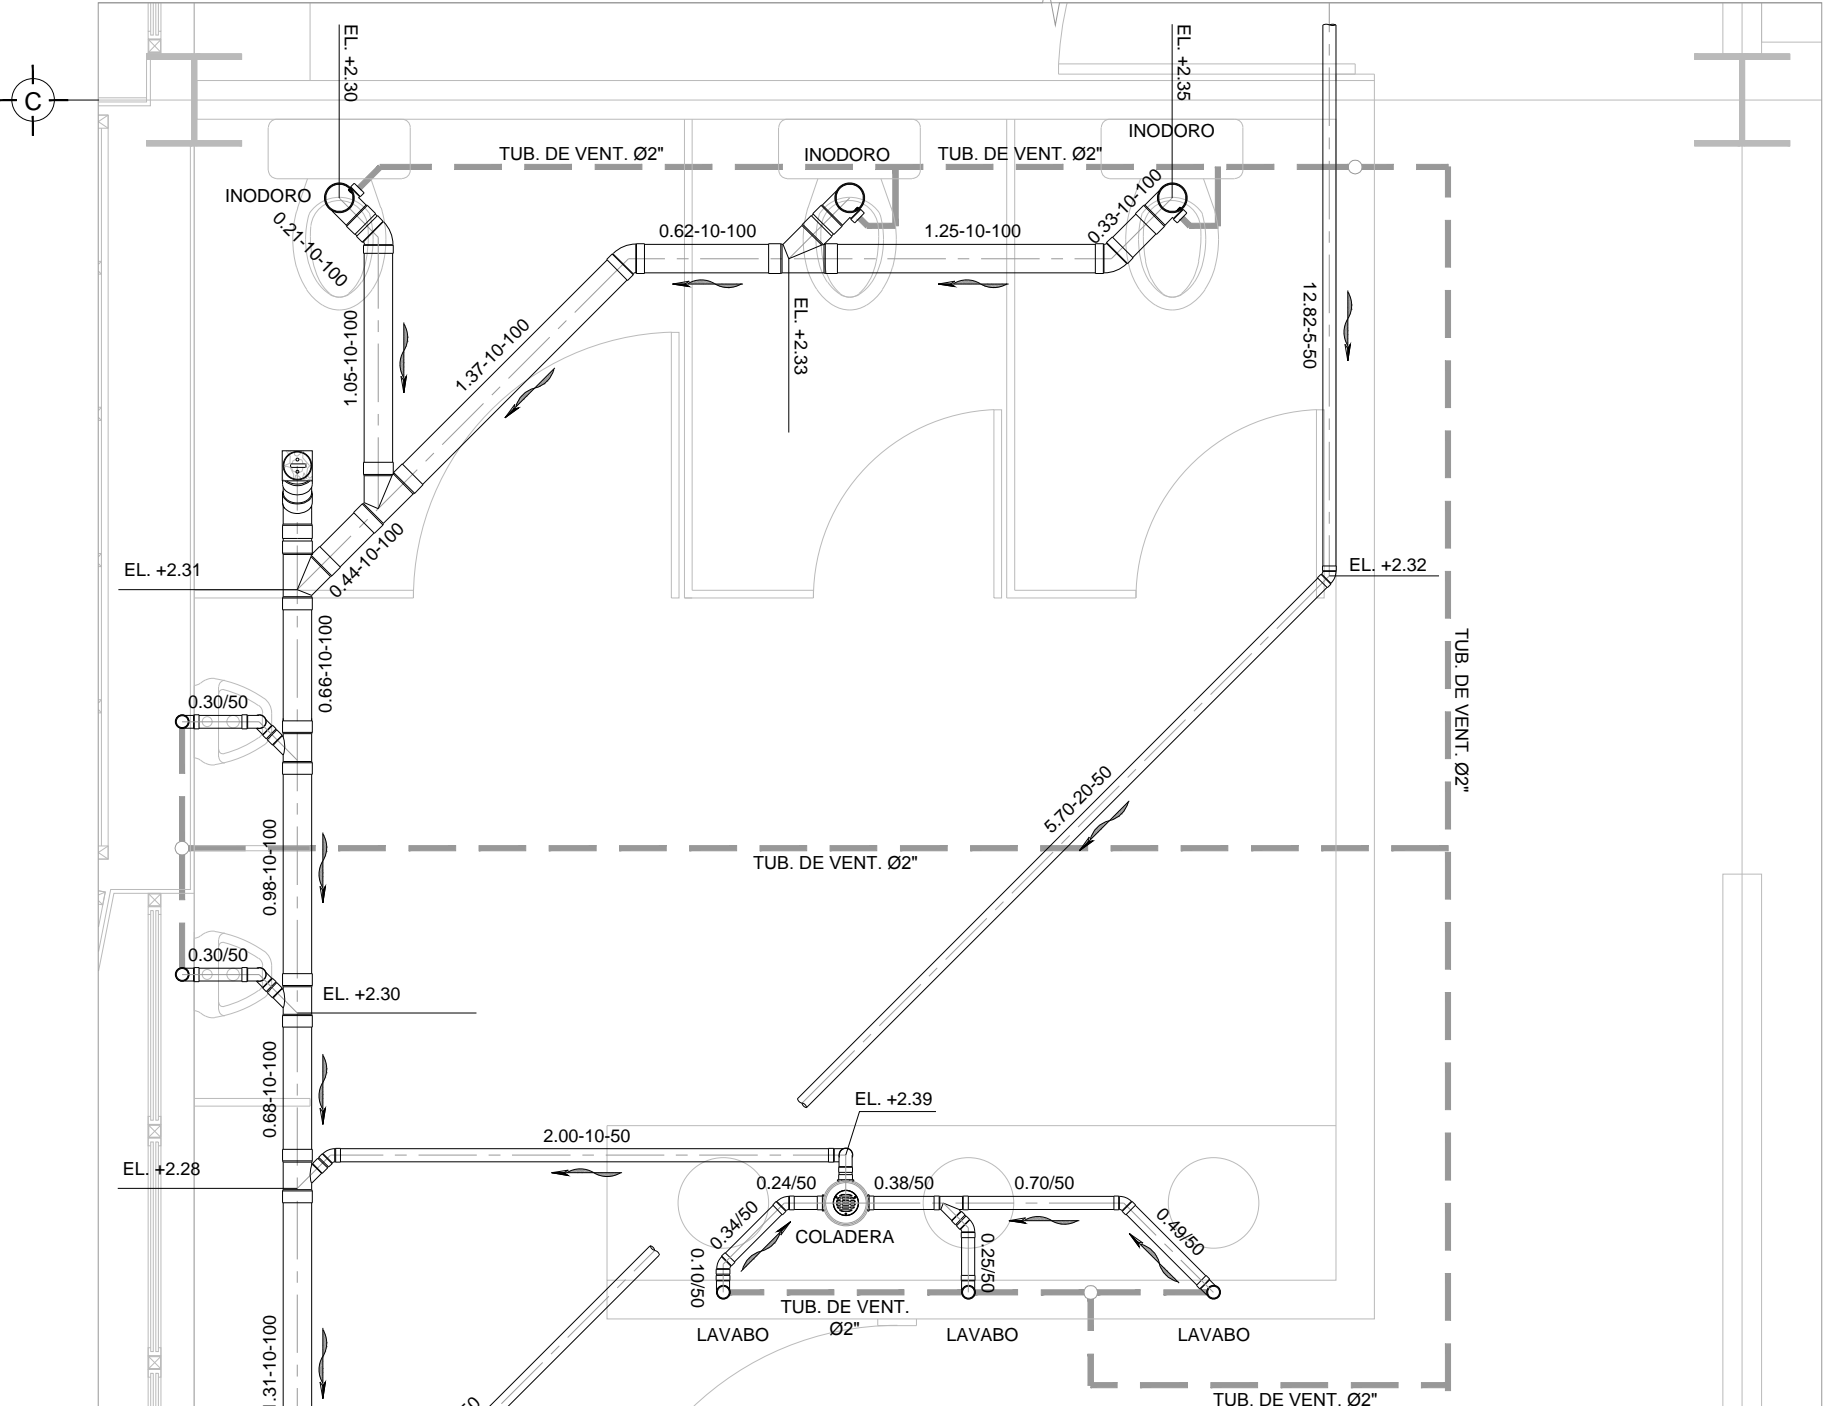 EL. +2.30
EL. +2.35
C
INODORO
TUB. DE VENT. Ø2"
INODORO
TUB. DE VENT. Ø2"
INODORO
0.21-10-100
0.62-10-100
1.25-10-100
0.33-10-100
EL. +2.33
12.82-5-50
1.05-10-100
1.37-10-100
0.44-10-100
EL. +2.31
EL. +2.32
0.66-10-100
TUB. DE VENT. Ø2"
0.30/50
5.70-20-50
0.98-10-100
TUB. DE VENT. Ø2"
0.30/50
EL. +2.30
0.68-10-100
EL. +2.39
2.00-10-50
EL. +2.28
0.24/50
0.38/50
0.70/50
0.34/50
0.49/50
COLADERA
0.10/50
0.25/50
TUB. DE VENT.
Ø2"
LAVABO
LAVABO
LAVABO
.31-10-100
TUB. DE VENT. Ø2"